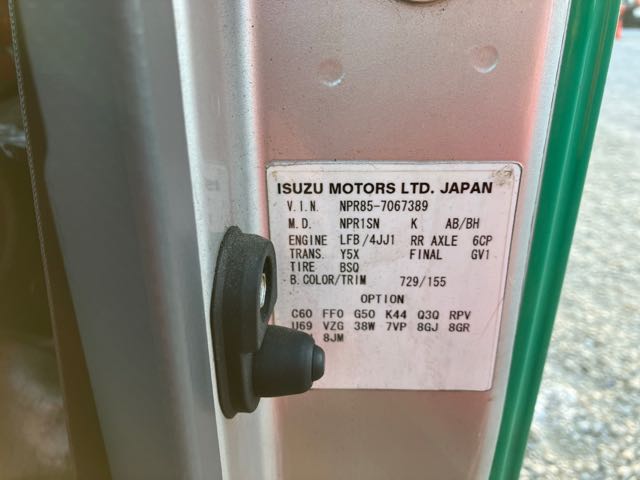 ISUZU MOTORS LTD. JAPAN
V.I.N. NPR85-7067389
M.D. NPR1SN K AB/BH
ENGINE LFB/4JJ1 RR AXLE 6CP
TRANS. Y5X FINAL GV1
TIRE BSQ
B.COLOR/TRIM 729/155
OPTION
C60 FF0 G50 K44 Q3Q RPV
U69 VZG 38W 7VP 8GJ 8GR
8JM